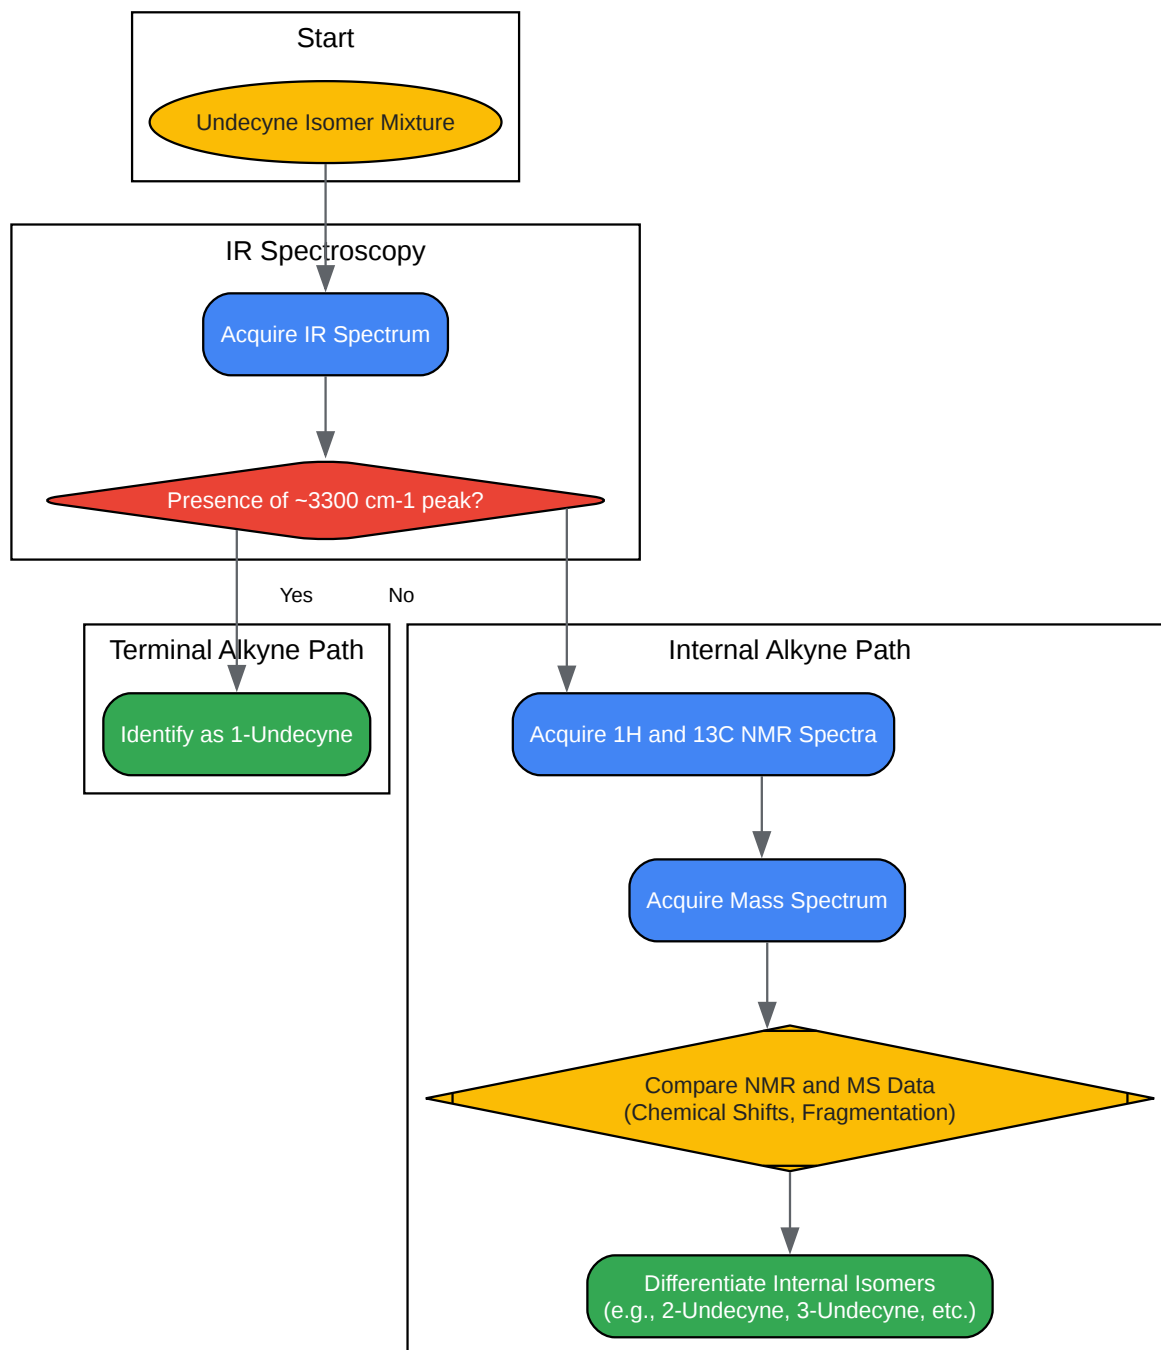 Start
Undecyne Isomer Mixture
IR Spectroscopy
Acquire IR Spectrum
Presence of ~3300 cm-1 peak?
Yes
No
Terminal Alkyne Path
Identify as 1-Undecyne
Internal Alkyne Path
Acquire 1H and 13C NMR Spectra
Acquire Mass Spectrum
Compare NMR and MS Data
(Chemical Shifts, Fragmentation)
Differentiate Internal Isomers
(e.g., 2-Undecyne, 3-Undecyne, etc.)